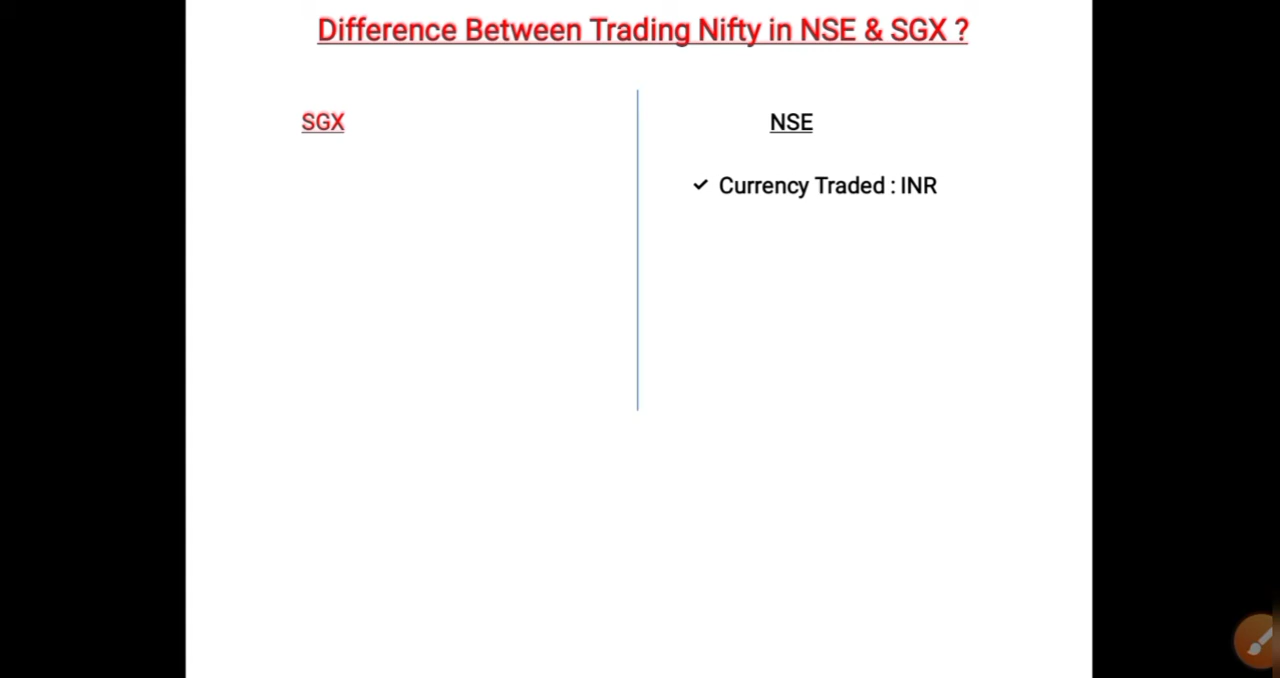 Difference Between Trading Nifty in NSE & SGX ?
SGX
NSE
✓ Currency Traded : INR